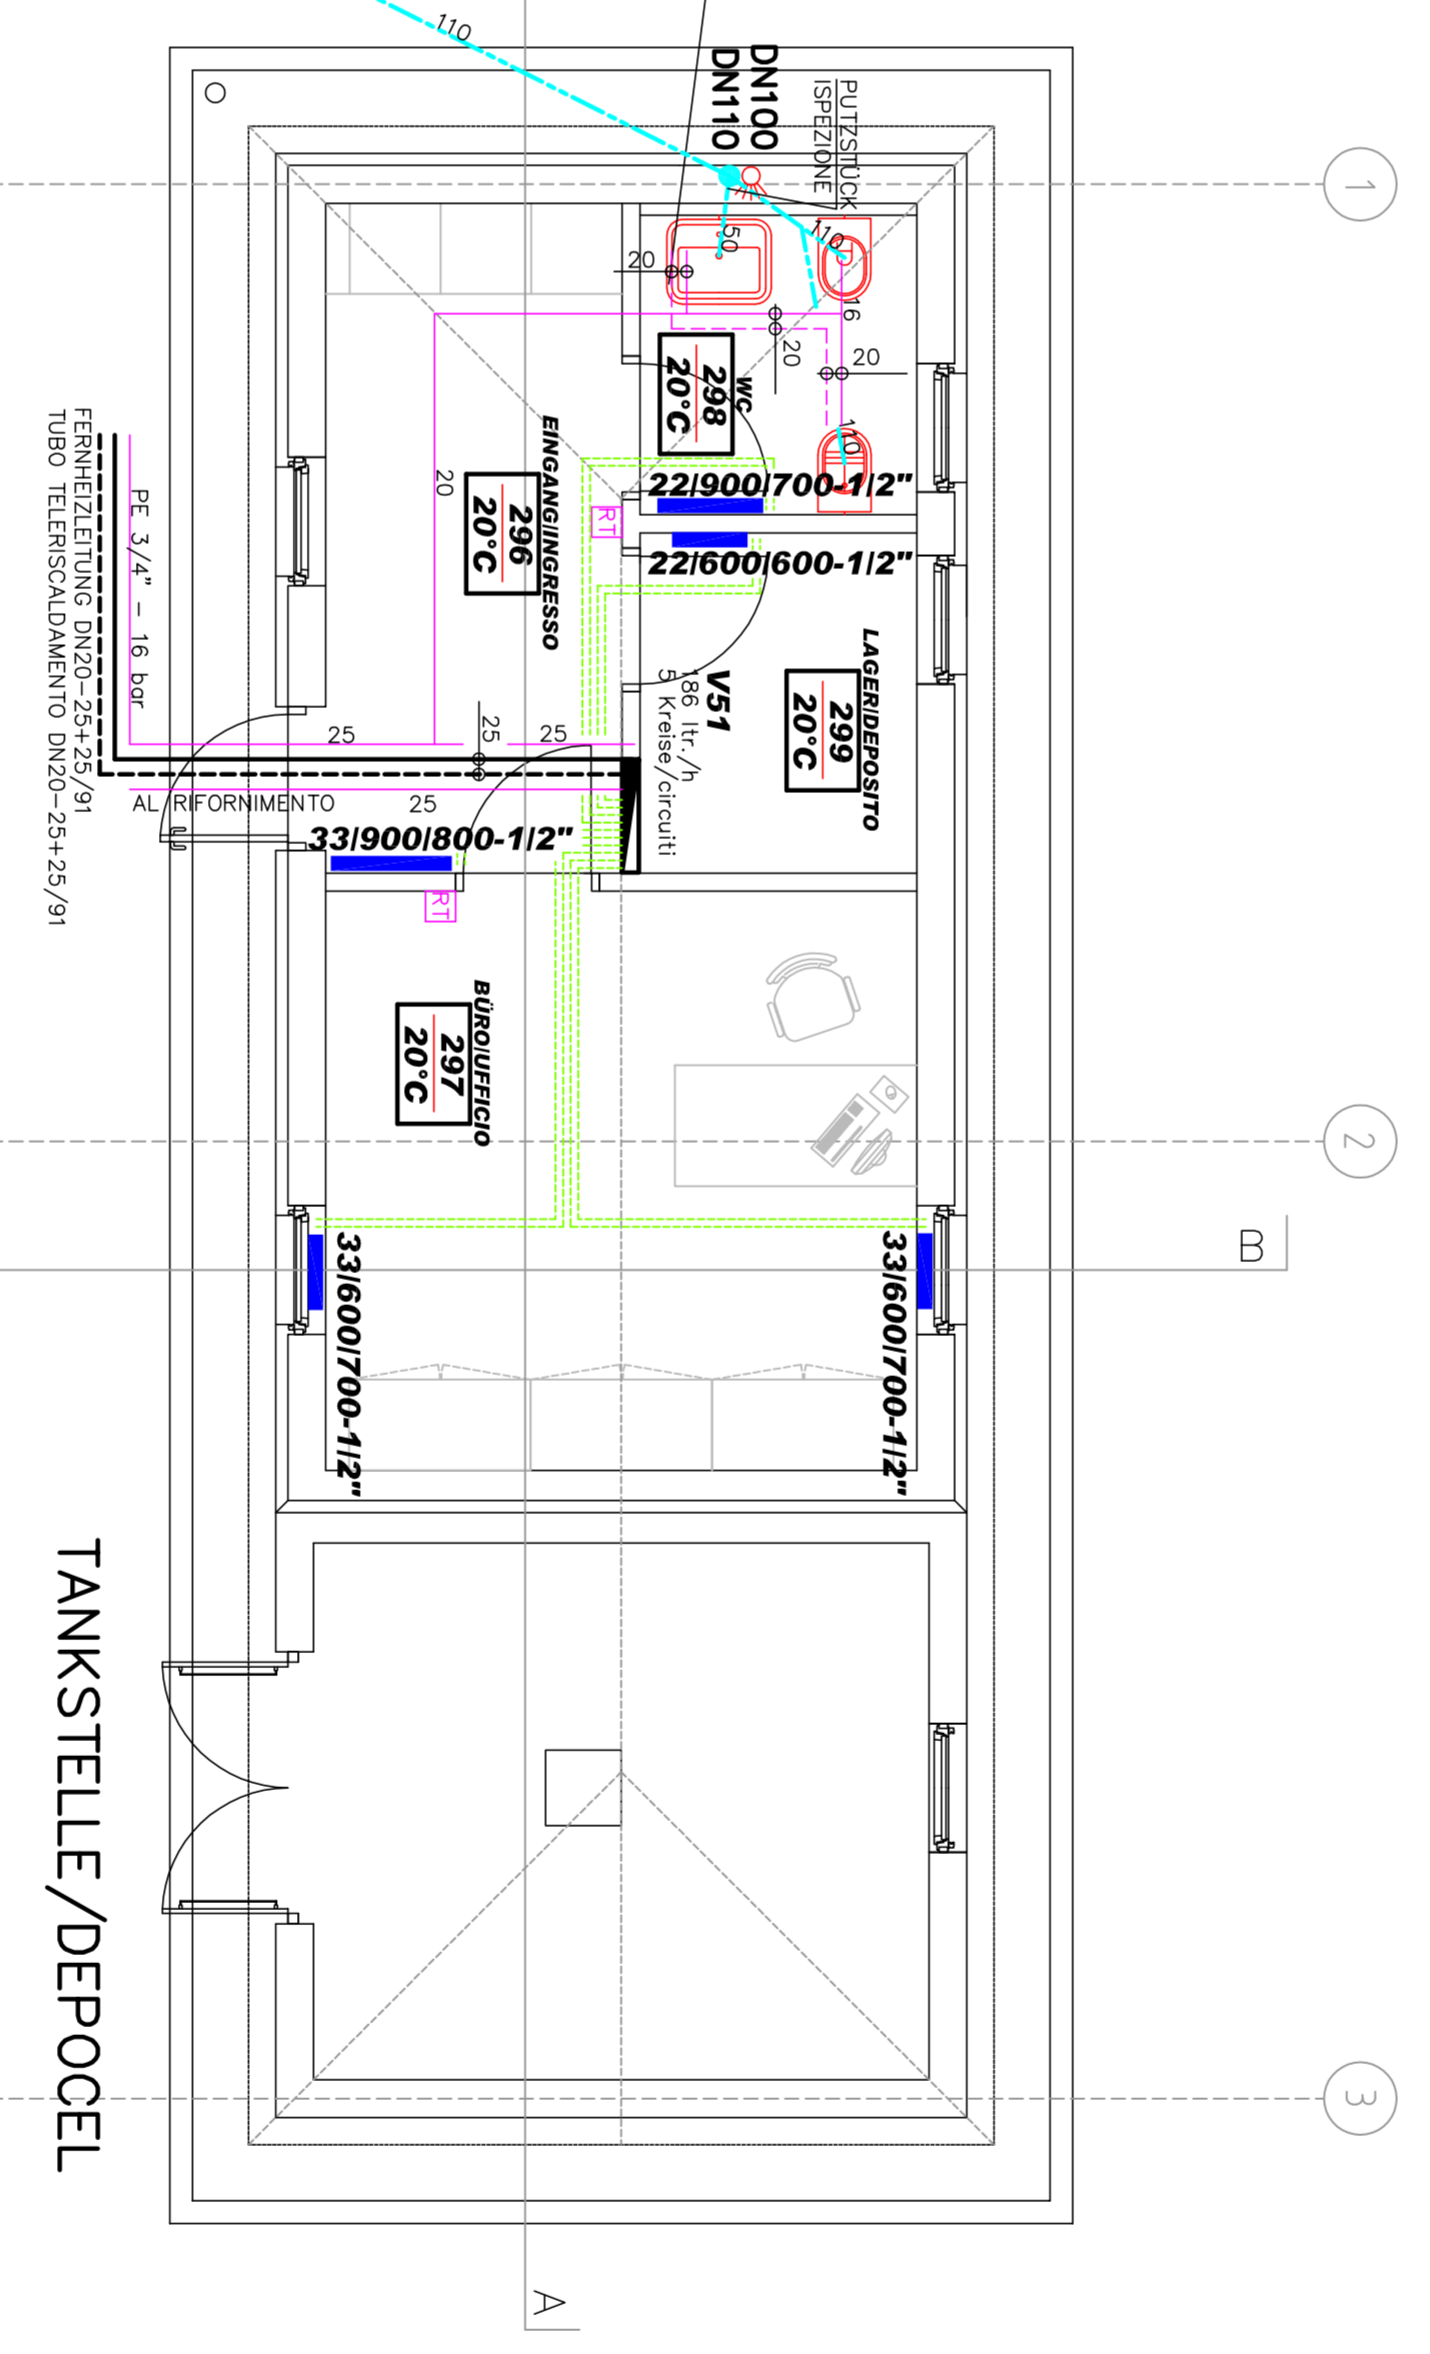 110
DN100
DN110
PUTZSTÜCK
ISPEZIONE
1
50
110
20
16
20
20
WC
298
20°C
110
22/900/700-1/2"
RT
22/600/600-1/2"
EINGANG/INGRESSO
296
20°C
20
LAGER/DEPOSITO
299
20°C
V51
186 ltr./h
5 Kreise/circuiti
PE 3/4" - 16 bar
FERNHEIZLEITUNG DN20-25+25/91
TUBO TELERISCALDAMENTO DN20-25+25/91
25
25
25
AL RIFORNIMENTO
25
33/900/800-1/2"
RT
BÜRO/UFFICIO
297
20°C
2
B
33/600/700-1/2"
33/600/700-1/2"
TANKSTELLE/DEPOCEL
3
A